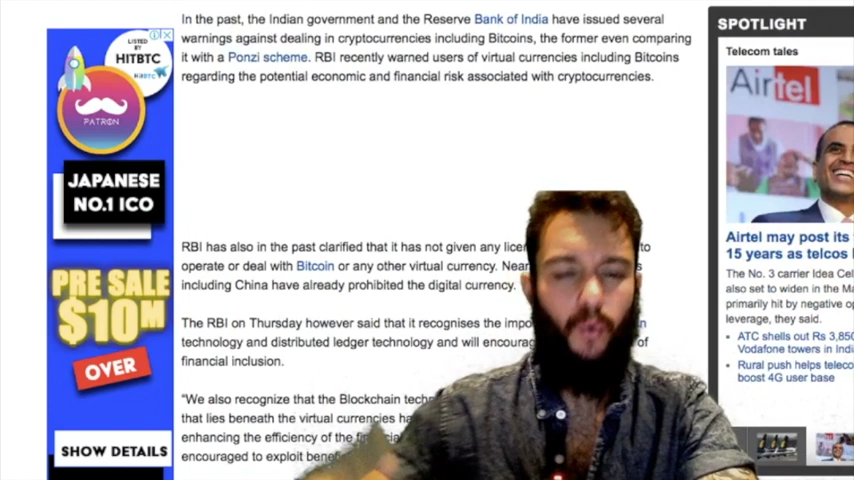 In the past, the Indian government and the Reserve Bank of India have issued several
warnings against dealing in cryptocurrencies including Bitcoins, the former even comparing
it with a Ponzi scheme. RBI recently warned users of virtual currencies including Bitcoins
regarding the potential economic and financial risk associated with cryptocurrencies.
RBI has also in the past clarified that it has not given any
to
operate or deal with Bitcoin or any other virtual currency.
including China have already prohibited the digital currency.
The RBI on Thursday however said that it recognises the
technology and distributed ledger technology and will
of
financial inclusion.
"We also recognize that the Blockchain
that lies beneath the virtual currencies
enhancing the efficiency of the
encouraged to exploit
LISTED
BY
HITBTC
HitBTC
PATRON
JAPANESE
NO.1 ICO
PRE SALE
$10M
OVER
SHOW DETAILS
SPOTLIGHT
Telecom tales
Airtel
Airtel may post its
15 years as telcos
The No. 3 carrier Idea
also set to widen in the
primarily hit by negative
leverage, they said.
ATC shells out Rs 3,850
Vodafone towers in
Rural push helps
boost 4G user base